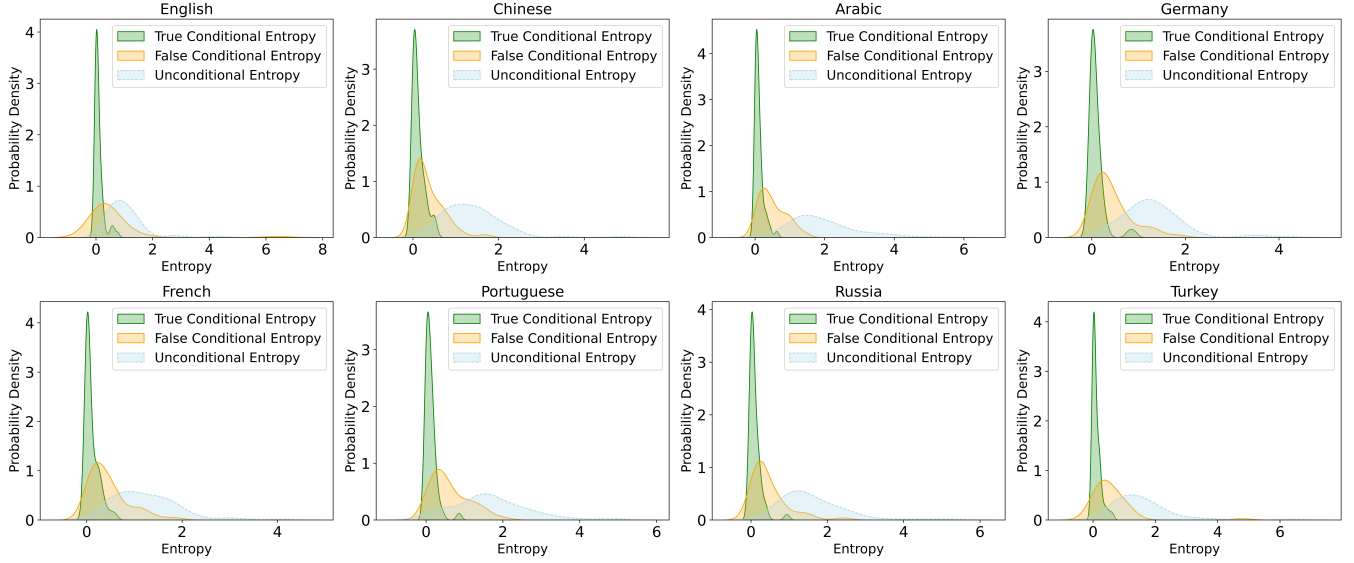 English
4
3
2
1
0
Probability Density
True Conditional Entropy
False Conditional Entropy
Unconditional Entropy
0 2 4 6 8
Entropy
Chinese
3
2
1
0
Probability Density
True Conditional Entropy
False Conditional Entropy
Unconditional Entropy
0 2 4
Entropy
Arabic
4
3
2
1
0
Probability Density
True Conditional Entropy
False Conditional Entropy
Unconditional Entropy
0 2 4 6
Entropy
Germany
3
2
1
0
Probability Density
True Conditional Entropy
False Conditional Entropy
Unconditional Entropy
0 2 4
Entropy
French
4
3
2
1
0
Probability Density
True Conditional Entropy
False Conditional Entropy
Unconditional Entropy
0 2 4
Entropy
Portuguese
3
2
1
0
Probability Density
True Conditional Entropy
False Conditional Entropy
Unconditional Entropy
0 2 4 6
Entropy
Russia
4
3
2
1
0
Probability Density
True Conditional Entropy
False Conditional Entropy
Unconditional Entropy
0 2 4 6
Entropy
Turkey
4
3
2
1
0
Probability Density
True Conditional Entropy
False Conditional Entropy
Unconditional Entropy
0 2 4 6
Entropy